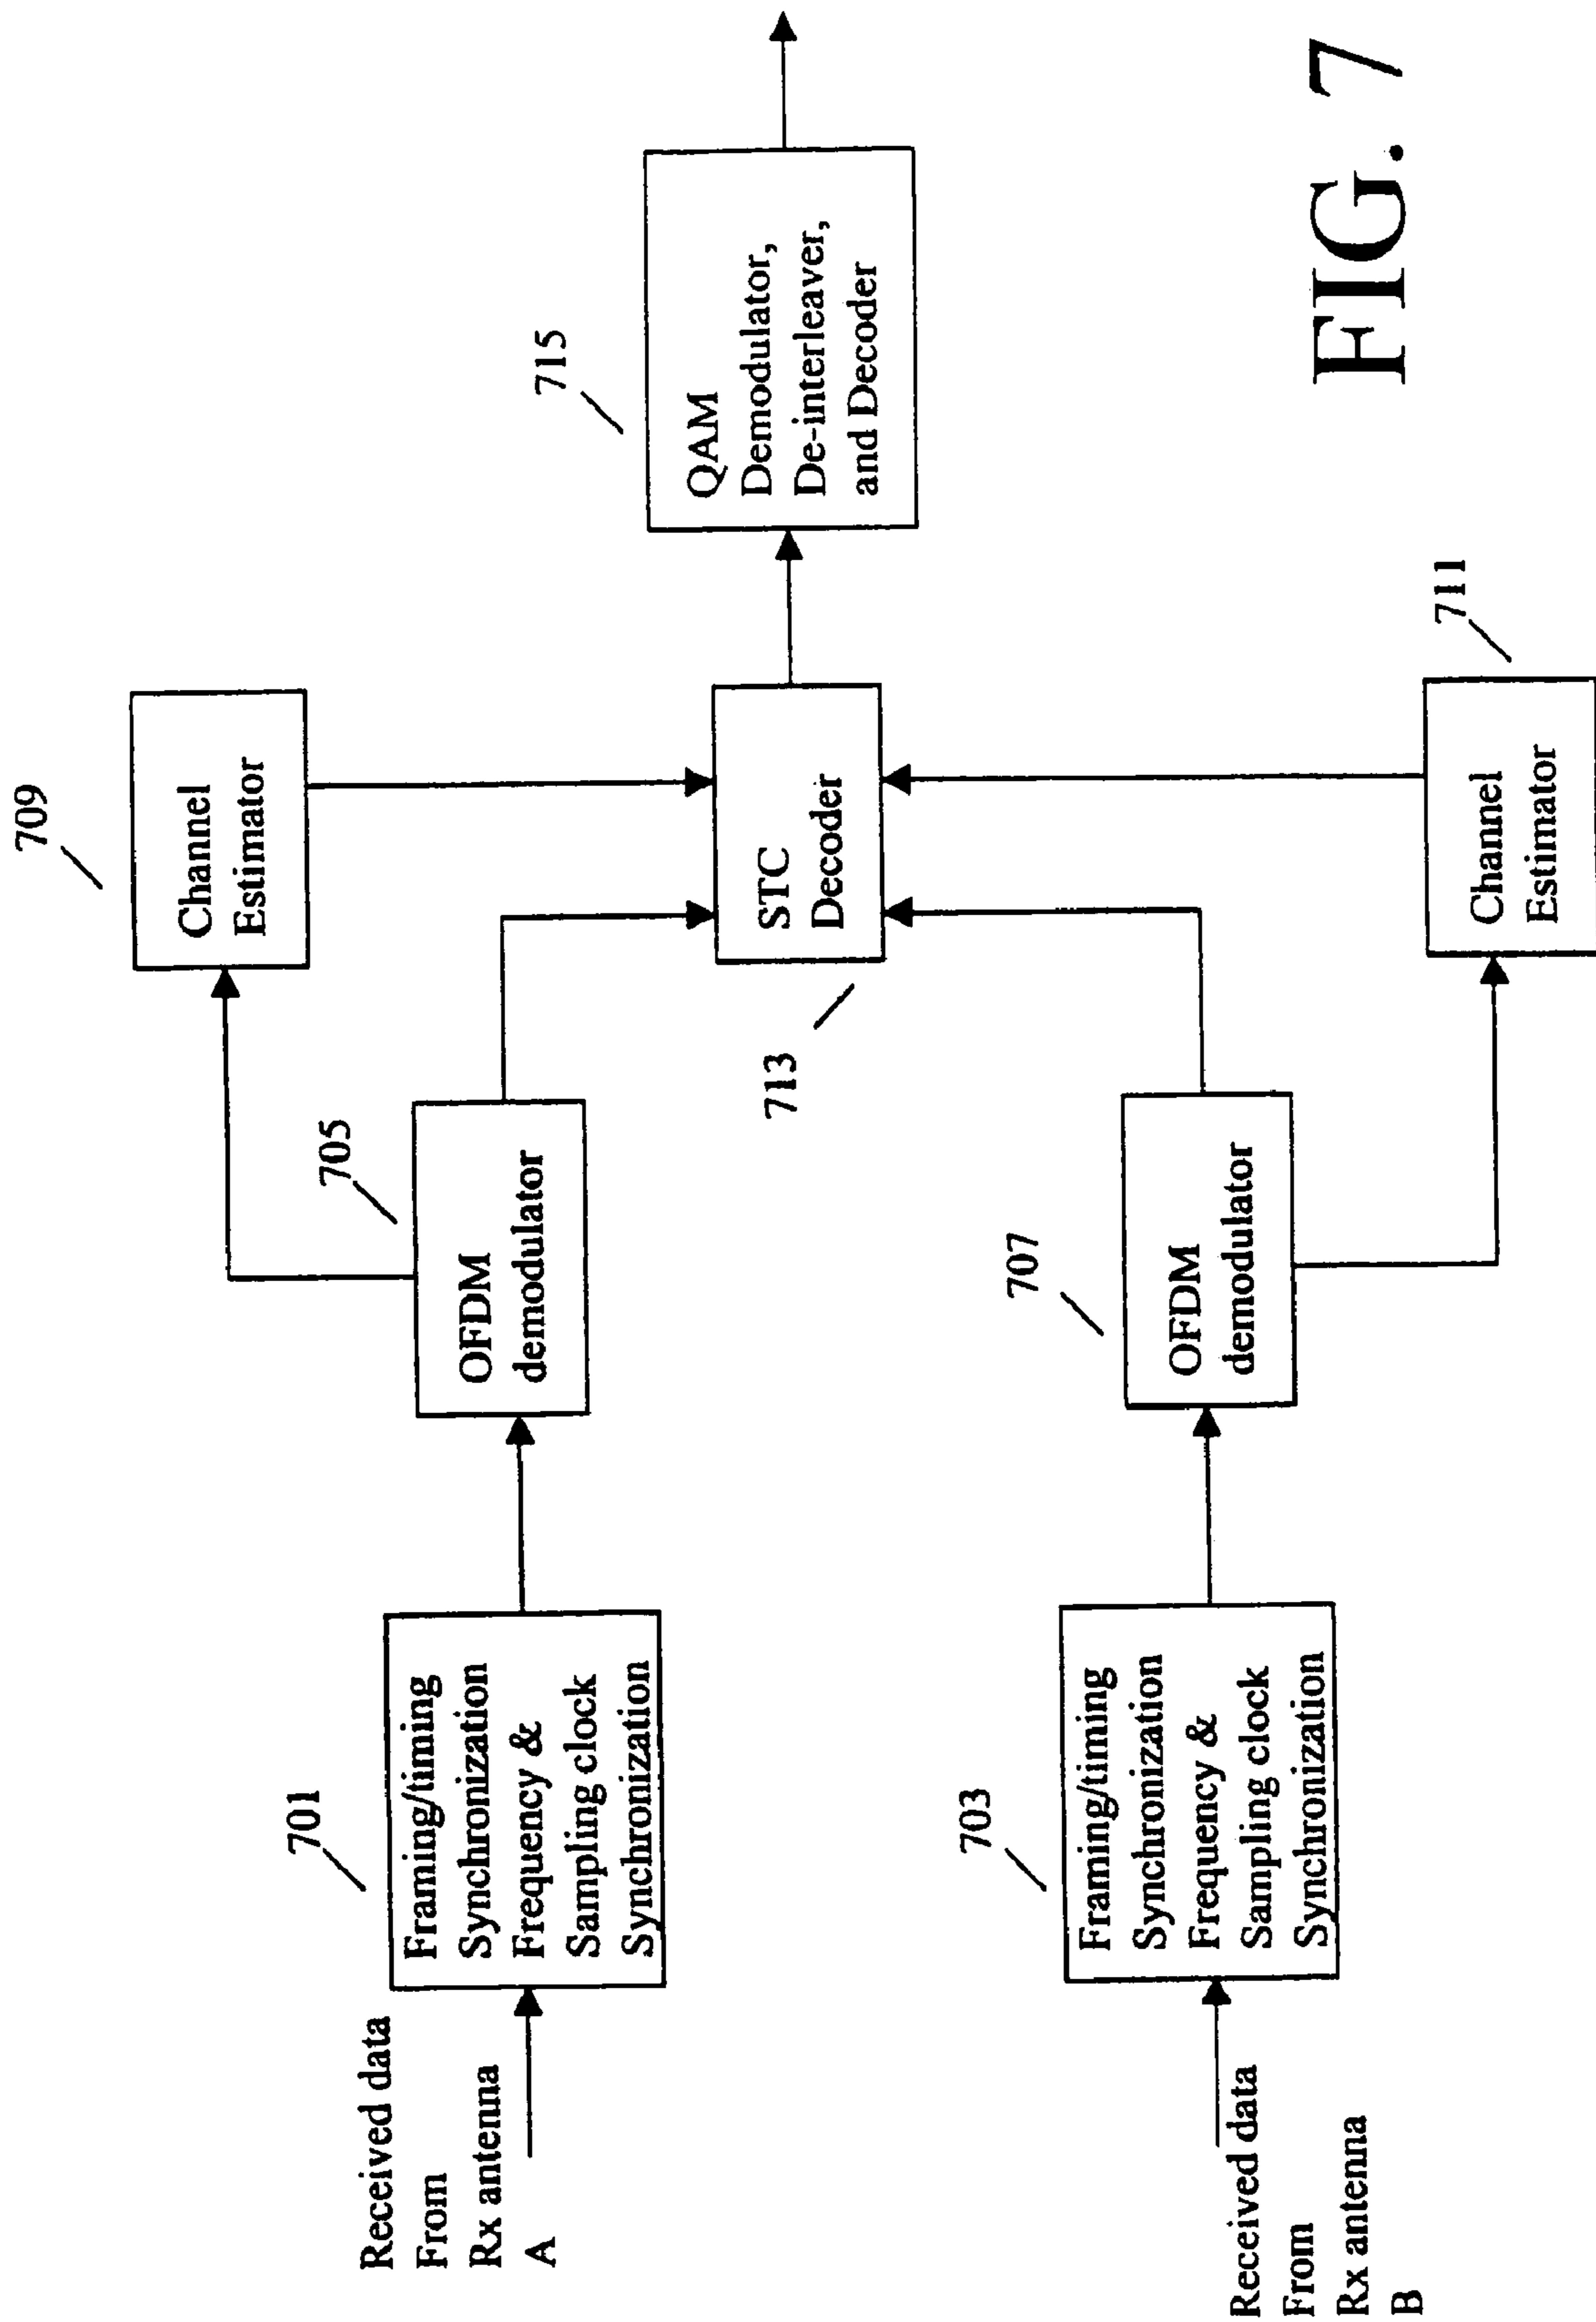 709
Channel
Estimator
701
Framing/timing
Synchronization
Frequency &
Sampling clock
Synchronization
Received data
From
Rx antenna
A
705
OFDM
demodulator
713
STC
Decoder
715
QAM
Demodulator,
De-interleaver,
and Decoder
703
Framing/timing
Synchronization
Frequency &
Sampling clock
Synchronization
Received data
From
Rx antenna
B
707
OFDM
demodulator
711
Channel
Estimator
FIG. 7